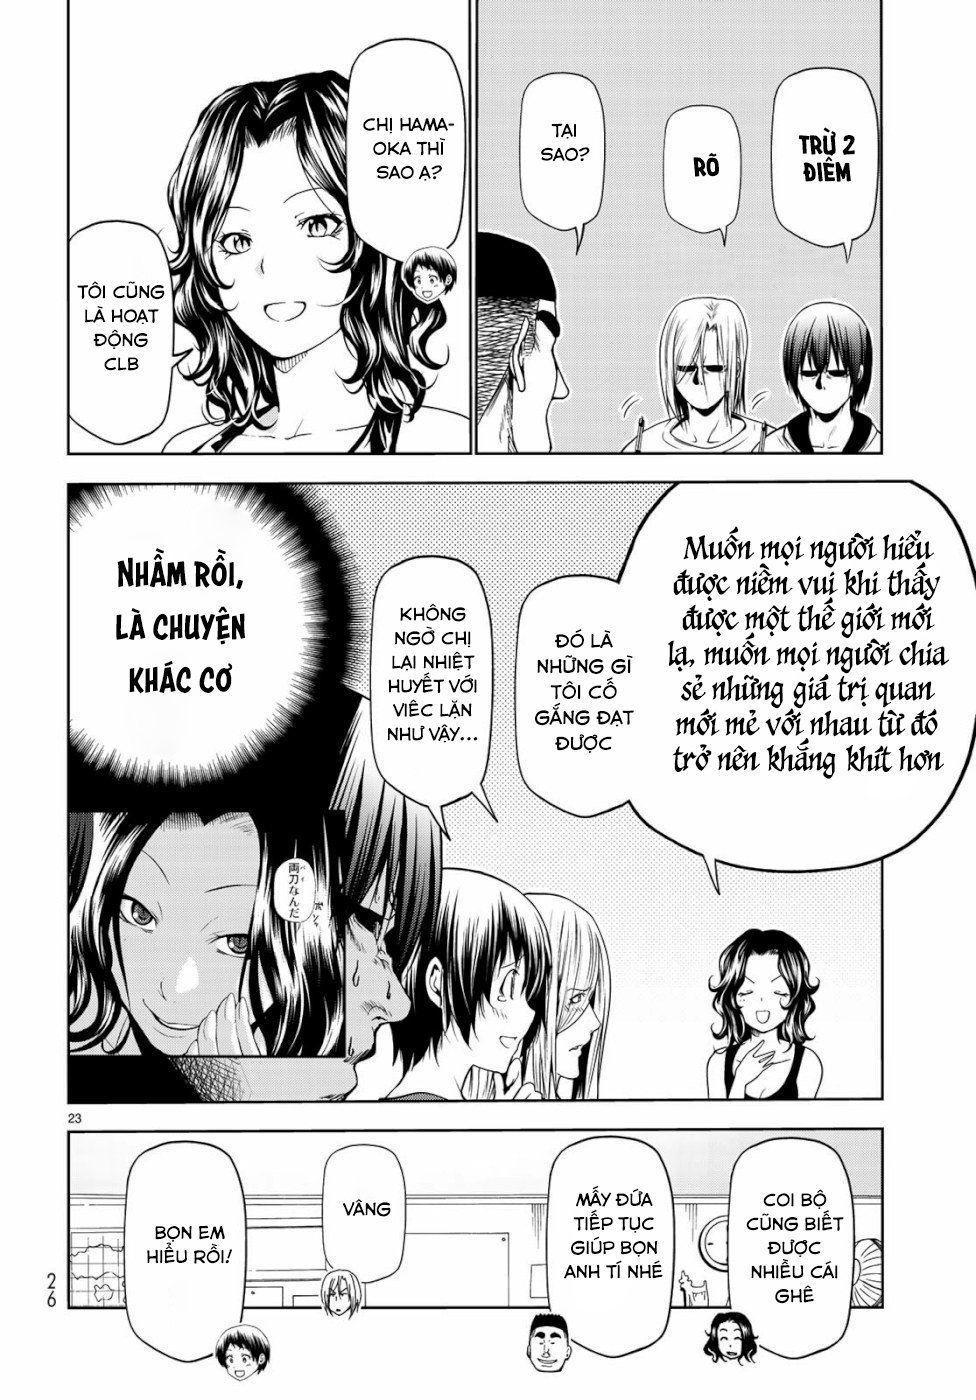 TRỪ 2
ĐIỂM
RÕ
TẠI
SAO?
CHỊ HAMA-
OKA THÌ
SAO Ạ?
TÔI CŨNG
LÀ HOẠT
ĐỘNG
CLB
Muốn mọi người hiểu
được niềm vui khi thấy
được một thế giới mới
lạ, muốn mọi người chia
sẻ những giá trị quan
mới mẻ với nhau từ đó
trở nên khắng khít hơn
ĐÓ LÀ
NHỮNG GÌ
TÔI CỐ
GẮNG ĐẠT
ĐƯỢC
KHÔNG
NGỜ CHỊ
LẠI NHIỆT
HUYẾT VỚI
VIÊC LẶN
NHƯ VẬY...
NHẦM RỒI,
LÀ CHUYỆN
KHÁC CƠ
両刀なんだ
バイ
23
COI BỘ
CŨNG BIẾT
ĐƯỢC
NHIỀU CÁI
GHÊ
MẤY ĐỨA
TIẾP TỤC
GIÚP BỌN
ANH TÍ NHÉ
VÂNG
BỌN EM
HIỂU RỒI!
26